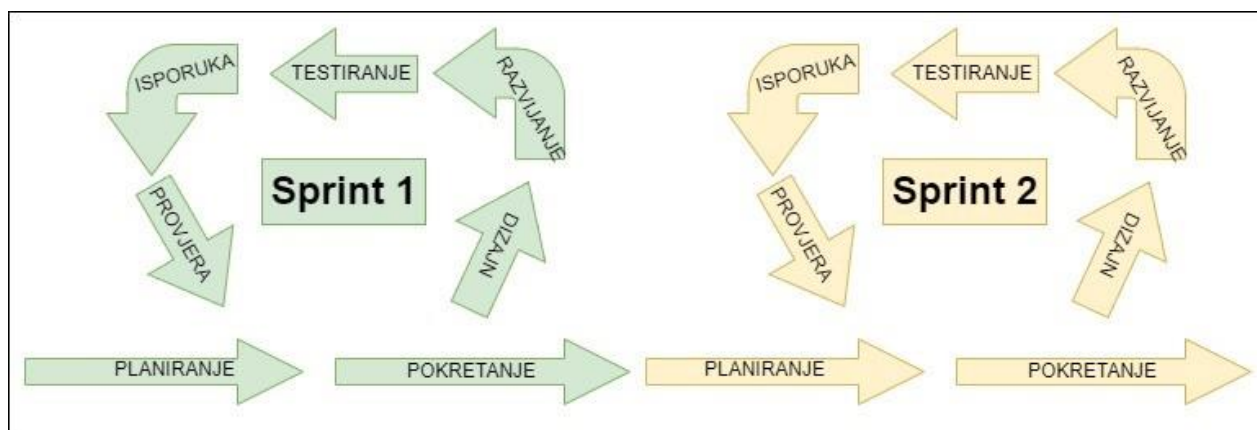 ISPORUKA
TESTIRANJE
RAZVIJANJE
Sprint 1
PROVJERA
DIZAJN
PLANIRANJE
POKRETANJE
ISPORUKA
TESTIRANJE
RAZVIJANJE
Sprint 2
PROVJERA
DIZAJN
PLANIRANJE
POKRETANJE